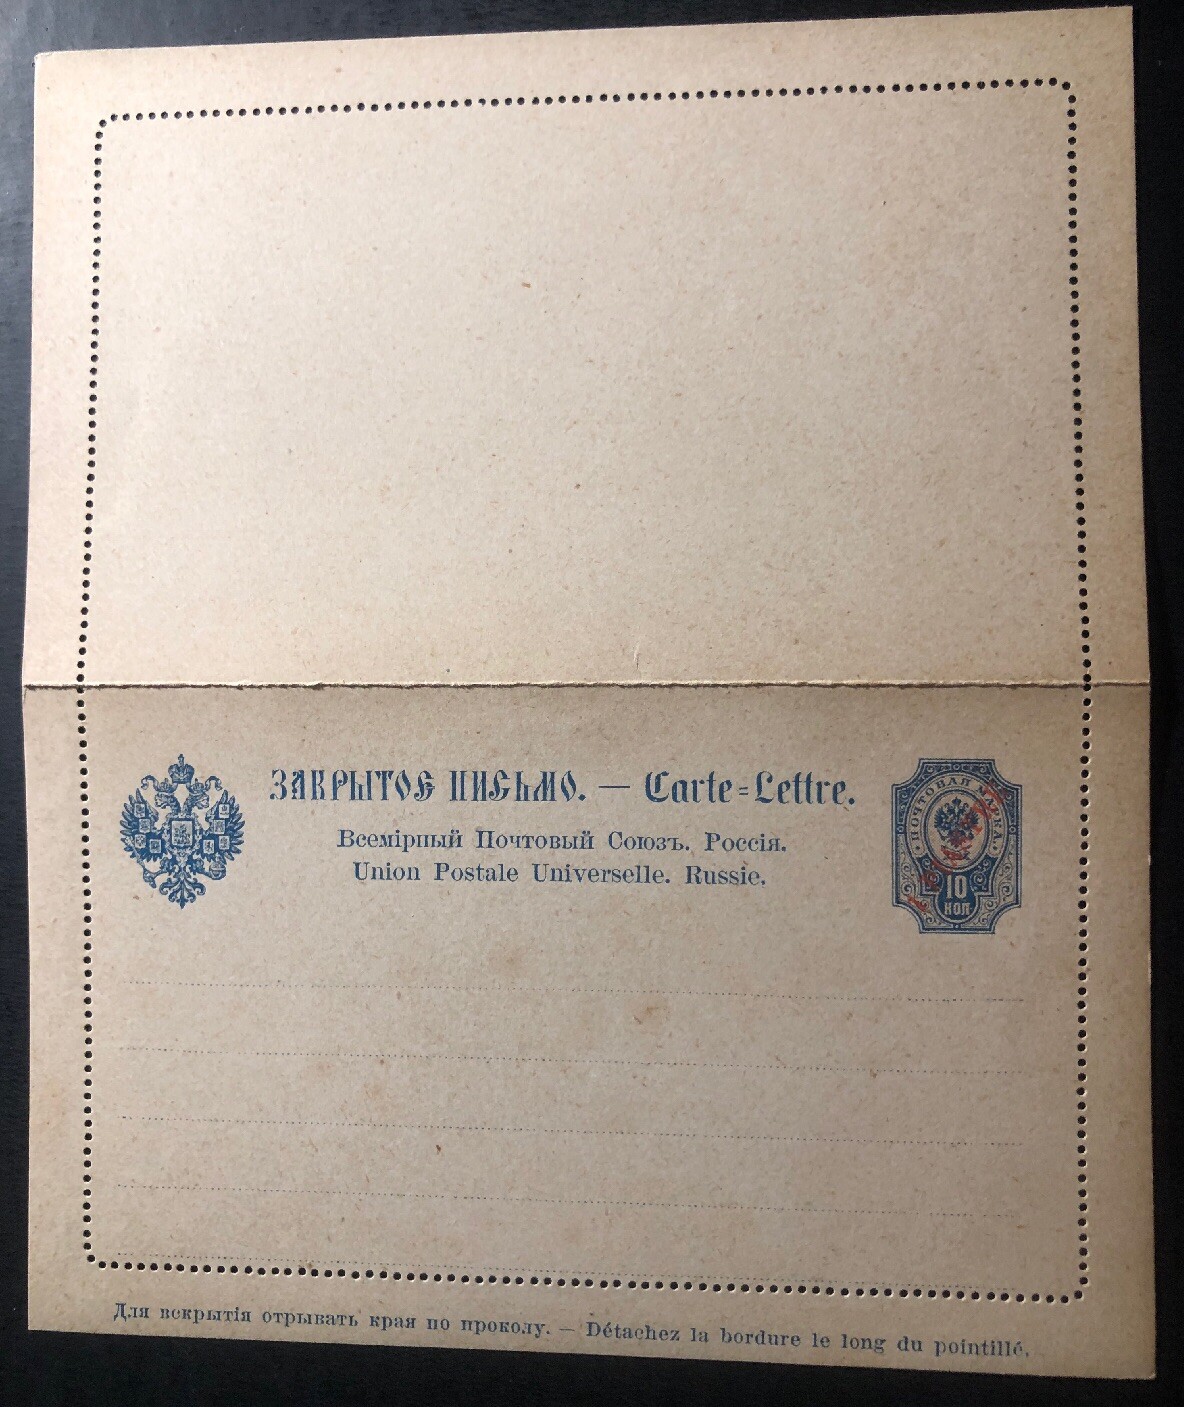 ЗАКРЫТОЕ ПИСЬМО. — Carte=Lettre.
Всемірный Почтовый Союзъ. Россія.
Union Postale Universelle. Russie.
ПОЧТОВАЯ МАРКА
10
КОП
Для вскрытія отрывать края по проколу. — Détachez la bordure le long du pointillé.